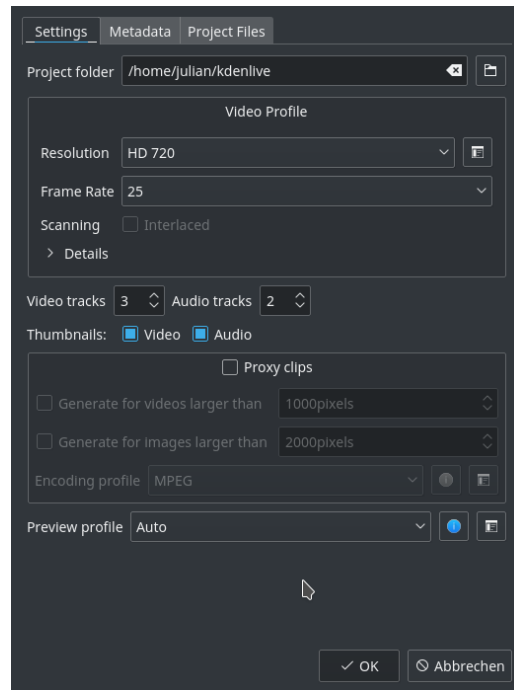 Settings Metadata Project Files
Project folder /home/julian/kdenlive
Video Profile
Resolution HD 720
Frame Rate 25
Scanning Interlaced
Details
Video tracks 3 Audio tracks 2
Thumbnails: Video Audio
Proxy clips
Generate for videos larger than 1000pixels
Generate for images larger than 2000pixels
Encoding profile MPEG
Preview profile Auto
OK Abbrechen